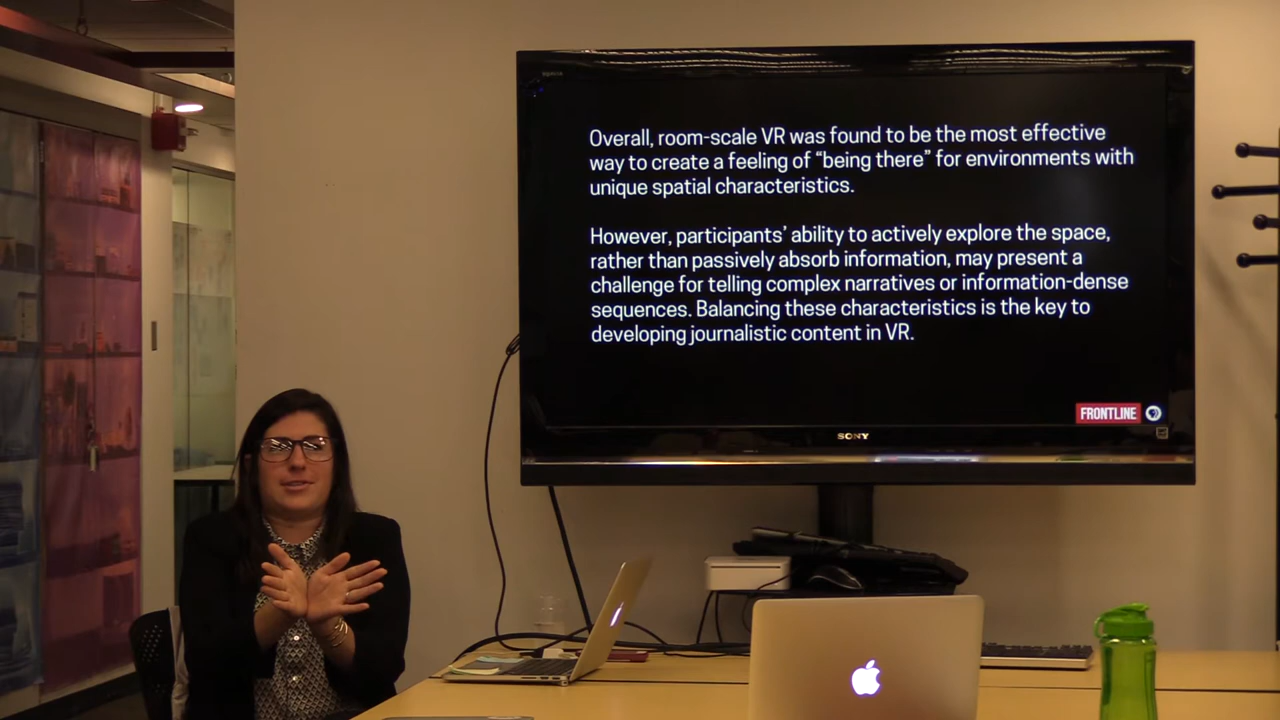 Overall, room-scale VR was found to be the most effective
way to create a feeling of “being there” for environments with
unique spatial characteristics.
However, participants’ ability to actively explore the space,
rather than passively absorb information, may present a
challenge for telling complex narratives or information-dense
sequences. Balancing these characteristics is the key to
developing journalistic content in VR.
FRONTLINE
SONY